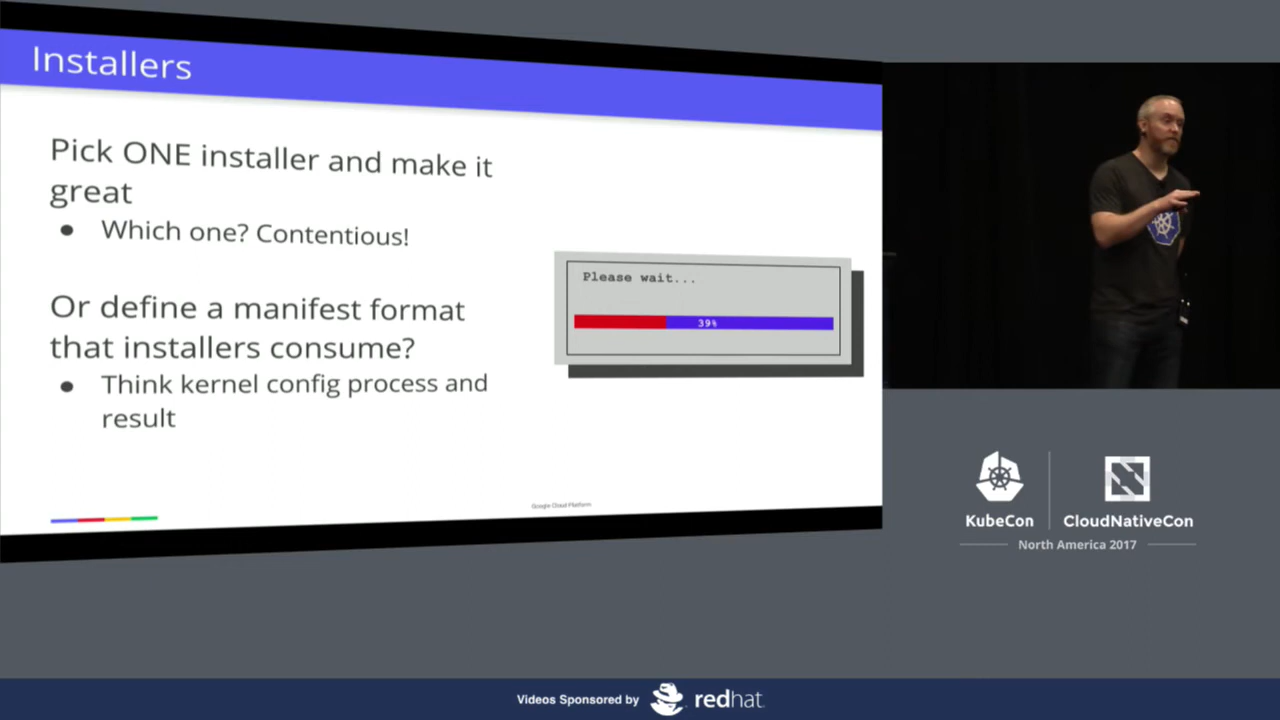 Installers
Pick ONE installer and make it
great
● Which one? Contentious!
Or define a manifest format
that installers consume?
● Think kernel config process and
result
Please wait...
39%
Google Cloud Platform
KubeCon
CloudNativeCon
North America 2017
Videos Sponsored by
redhat